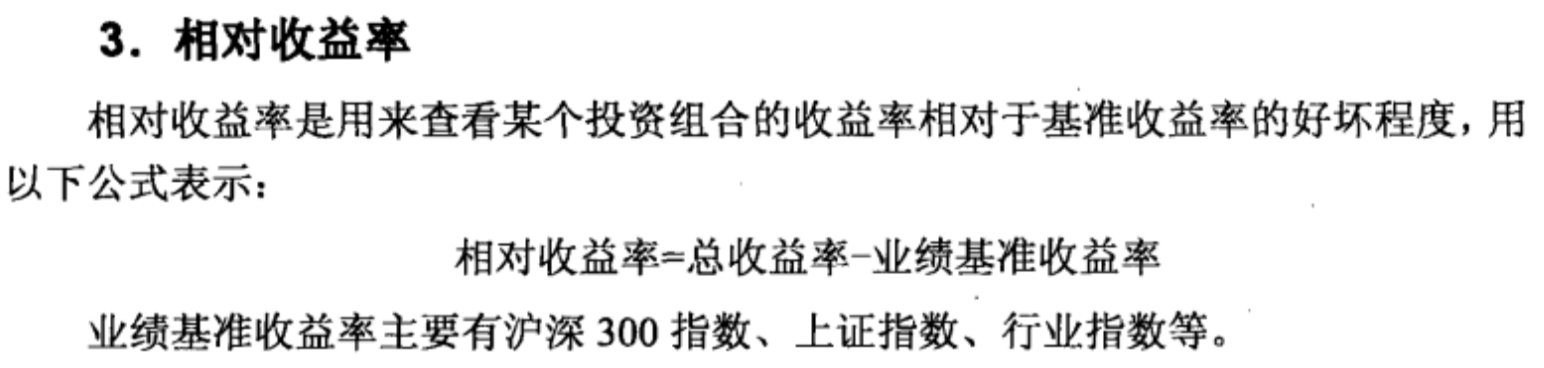 3. 相对收益率
相对收益率是用来查看某个投资组合的收益率相对于基准收益率的好坏程度，用
以下公式表示：
相对收益率=总收益率-业绩基准收益率
业绩基准收益率主要有沪深 300 指数、上证指数、行业指数等。